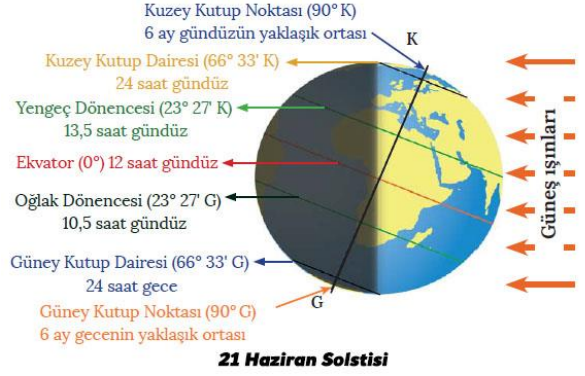 Kuzey Kutup Noktası (90° K)
6 ay gündüzün yaklaşık ortası
K
Kuzey Kutup Dairesi (66° 33' K)
24 saat gündüz
Yengeç Dönencesi (23° 27' K)
13,5 saat gündüz
Ekvator (0°) 12 saat gündüz
Oğlak Dönencesi (23° 27' G)
10,5 saat gündüz
Güney Kutup Dairesi (66° 33' G)
24 saat gece
G
Güney Kutup Noktası (90° G)
6 ay gecenin yaklaşık ortası
Güneş ışınları
21 Haziran Solstisi